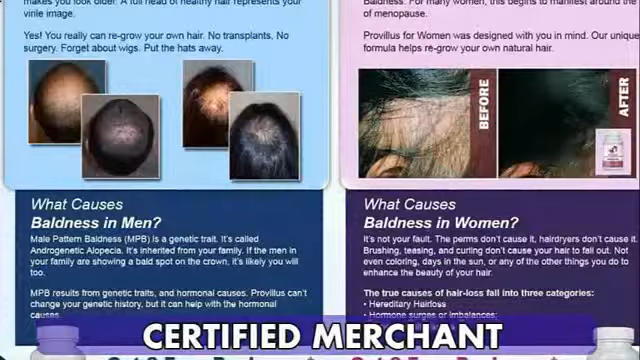 makes you look older. A full head of healthy hair represents your
virile image.
Yes! You really can re-grow your own hair. No transplants, No
surgery. Forget about wigs. Put the hats away.
What Causes
Baldness in Men?
Male Pattern Baldness (MPB) is a genetic trait. It's called
Androgenetic Alopecia. It's inherited from your family. If the men
in your family are showing a bald spot on the crown, it's likely you will
too.
MPB results from genetic traits, and hormonal causes. Provillus can't
change your genetic history, but it can help with the hormonal
causes.
Baldness. For many women, this begins to manifest around the
of menopause.
Provillus for Women was designed with you in mind. Our unique
formula helps re-grow your own natural hair.
BEFORE
AFTER
What Causes
Baldness in Women?
It's not your fault. The perms don't cause it, hairdryers don't cause it.
Brushing, teasing, and curling don't cause your hair to fall out. Not
even coloring, days in the sun, or any of the other things you do to
enhance the beauty of your hair.
The true causes of hair-loss fall into three categories:
• Hereditary Hairloss
• Hormone surges or imbalances;
CERTIFIED MERCHANT